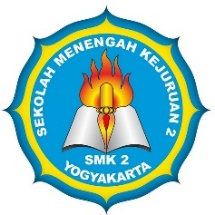 SEKOLAH MENENGAH KEJURUAN 2
SMK 2
YOGYAKARTA